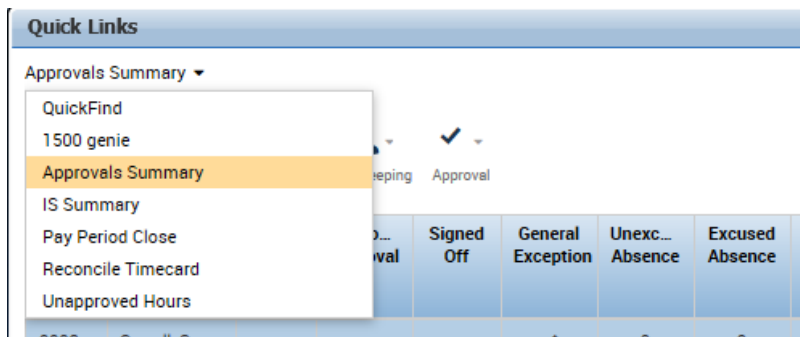 Quick Links
Approvals Summary
QuickFind
1500 genie
Approvals Summary
IS Summary
Pay Period Close
Reconcile Timecard
Unapproved Hours
eeping Approval
Signed Off
General Exception
Unexc... Absence
Excused Absence